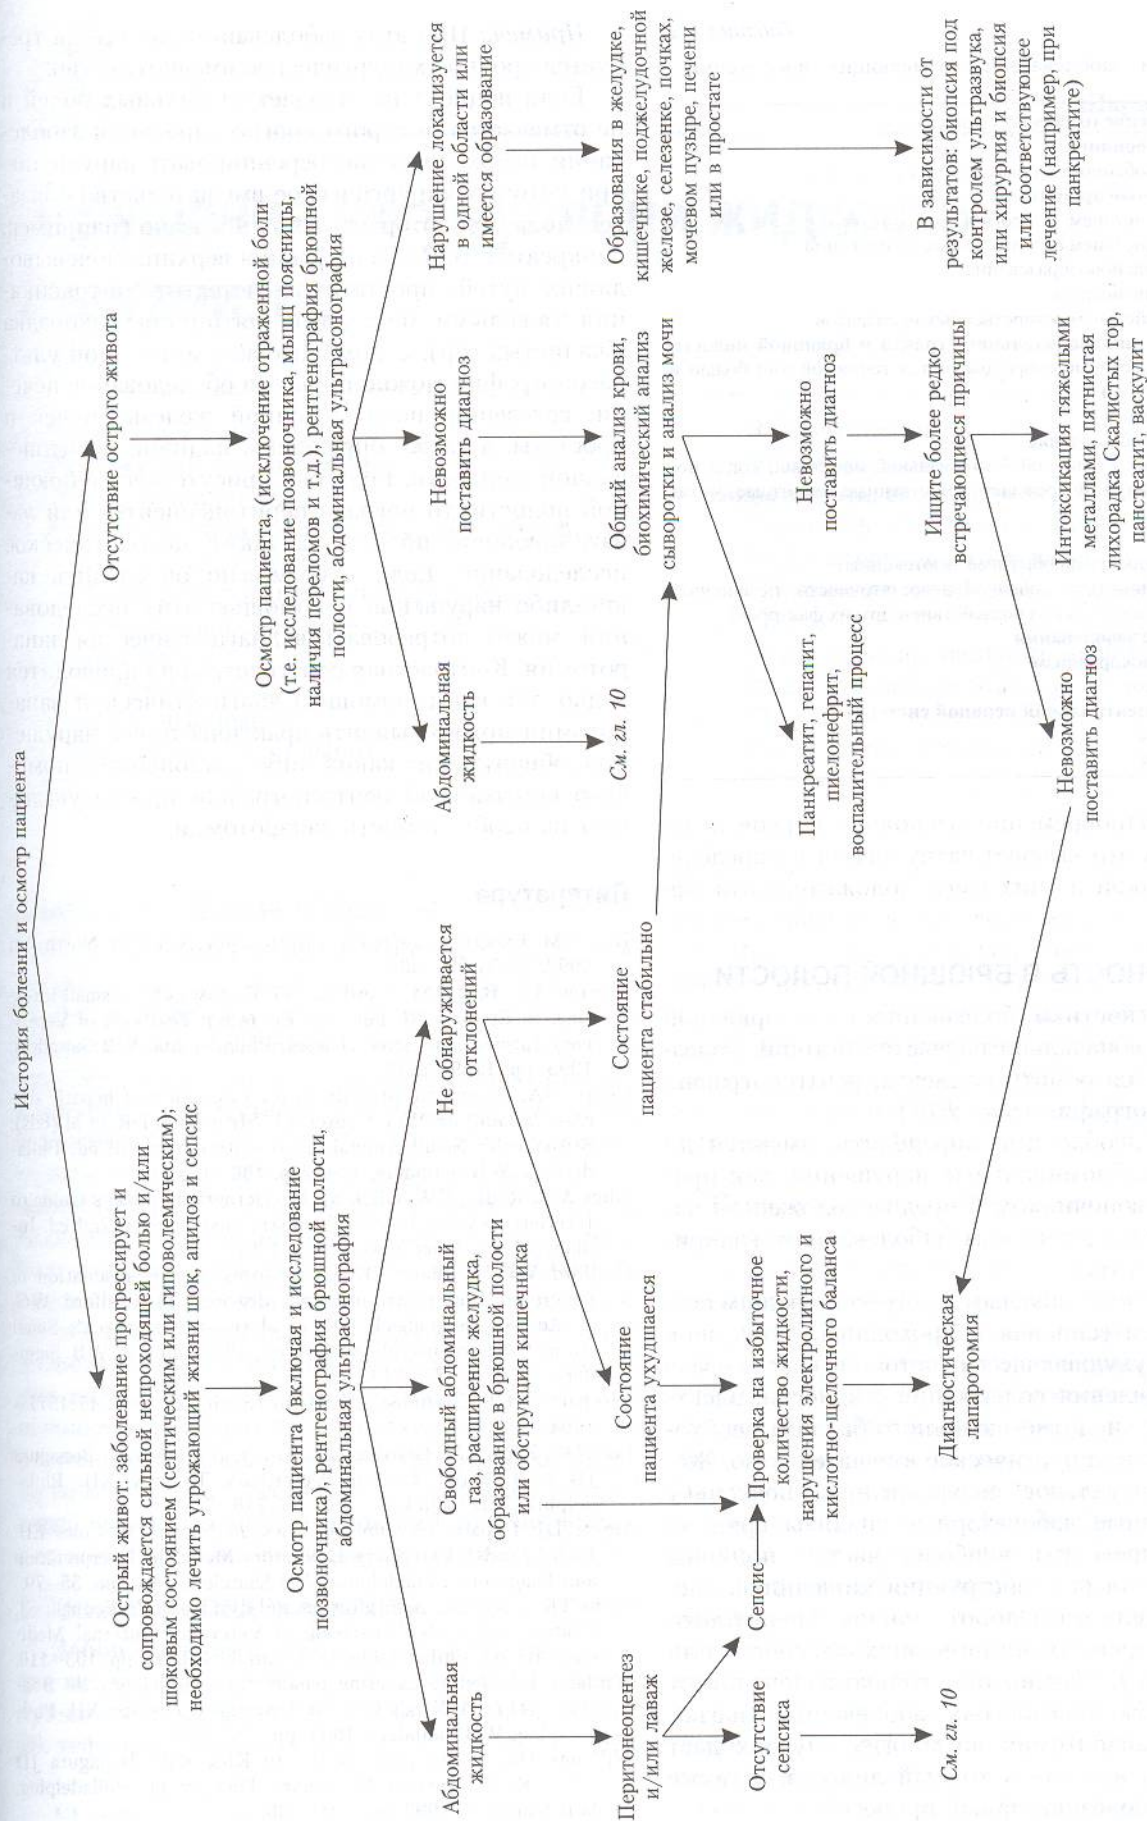 История болезни и осмотр пациента
Острый живот: заболевание прогрессирует и
сопровождается сильной непроходящей болью и/или
шоковым состоянием (септическим или гиповолемическим);
необходимо лечить угрожающий жизни шок, ацидоз и сепсис
Отсутствие острого живота
Осмотр пациента (включая и исследование
позвоночника), рентгенография брюшной полости,
абдоминальная ультрасонография
Осмотр пациента (исключение отраженной боли,
(т.е. исследование позвоночника, мышц поясницы,
наличия переломов и т.д.), рентгенография брюшной
полости, абдоминальная ультрасонография
Абдоминальная
жидкость
Свободный абдоминальный
газ, расширение желудка,
образование в брюшной полости
или обструкция кишечника
Не обнаруживается
отклонений
Абдоминальная
жидкость
Невозможно
поставить диагноз
Нарушение локализуется
в одной области или
имеется образование
Перитонеоцентез
и/или лаваж
Состояние
пациента ухудшается
Состояние
пациента стабильно
См. гл. 10
Общий анализ крови,
биохимический анализ
сыворотки и анализ мочи
Образования в желудке,
кишечнике, поджелудочной
железе, селезенке, почках,
мочевом пузыре, печени
или в простате
Отсутствие
сепсиса
Сепсис
Проверка на избыточное
количество жидкости,
нарушения электролитного и
кислотно-щелочного баланса
Панкреатит, гепатит,
пиелонефрит,
воспалительный процесс
Невозможно
поставить диагноз
См. гл. 10
Диагностическая
лапаротомия
Ищите более редко
встречающиеся причины
В зависимости от
результатов: биопсия под
контролем ультразвука,
или хирургия и биопсия
или соответствующее
лечение (например, при
панкреатите)
Невозможно
поставить диагноз
Интоксикация тяжелыми
металлами, пятнистая
лихорадка Скалистых гор,
панстеатит, васкулит